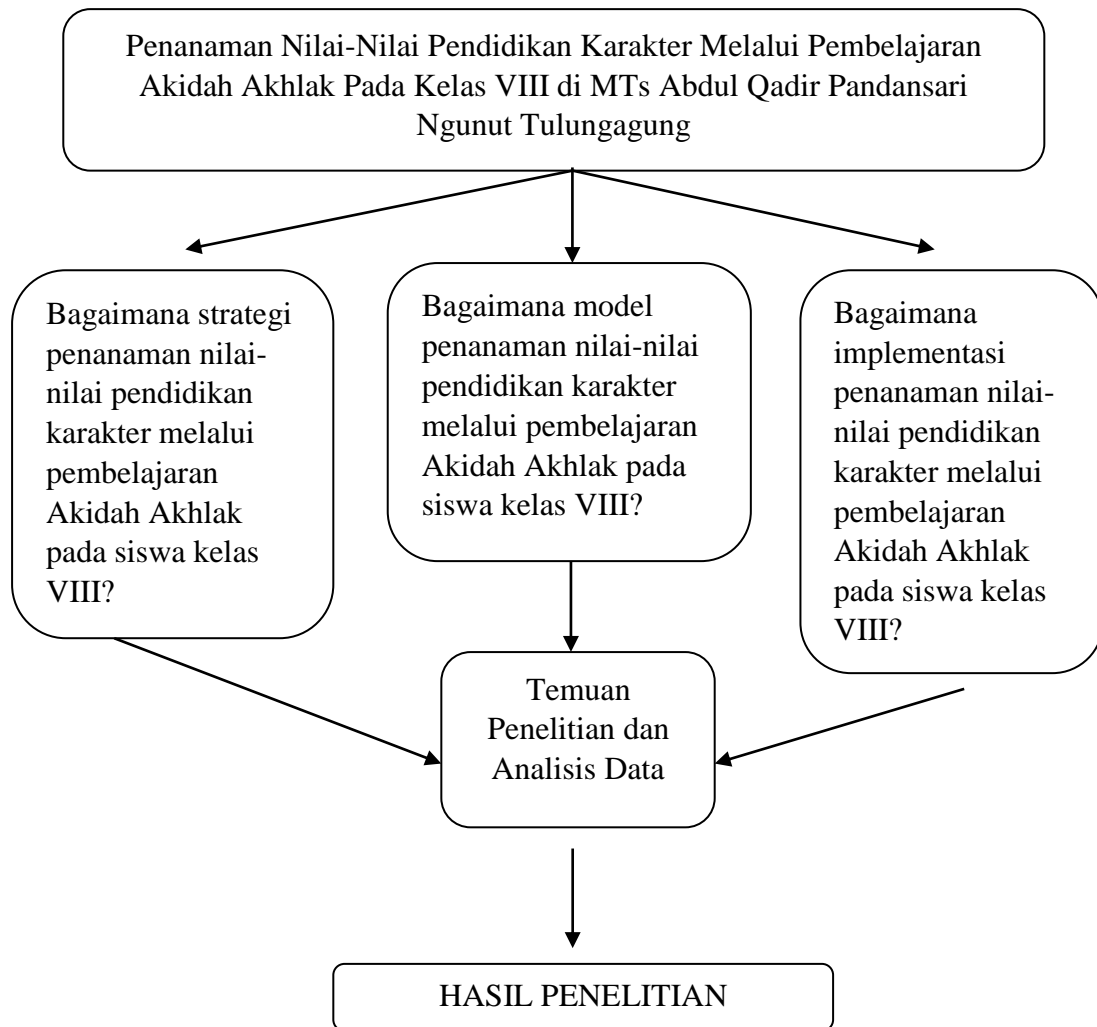 Penanaman Nilai-Nilai Pendidikan Karakter Melalui Pembelajaran
Akidah Akhlak Pada Kelas VIII di MTs Abdul Qadir Pandansari
Ngunut Tulungagung
Bagaimana strategi
penanaman nilai-
nilai pendidikan
karakter melalui
pembelajaran
Akidah Akhlak
pada siswa kelas
VIII?
Bagaimana model
penanaman nilai-nilai
pendidikan karakter
melalui pembelajaran
Akidah Akhlak pada
siswa kelas VIII?
Bagaimana
implementasi
penanaman nilai-
nilai pendidikan
karakter melalui
pembelajaran
Akidah Akhlak
pada siswa kelas
VIII?
Temuan
Penelitian dan
Analisis Data
HASIL PENELITIAN